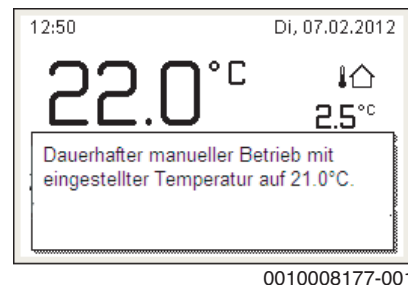 12:50 Di, 07.02.2012
22.0°C
2.5°C
Dauerhafter manueller Betrieb mit
eingestellter Temperatur auf 21.0°C.
0010008177-001